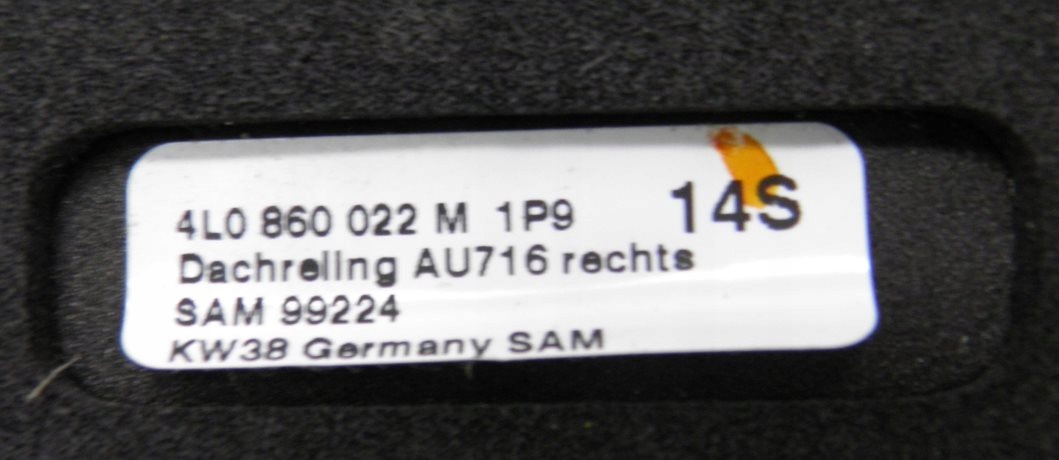 4L0 860 022 M 1P9 14S
Dachreling AU716 rechts
SAM 99224
KW38 Germany SAM